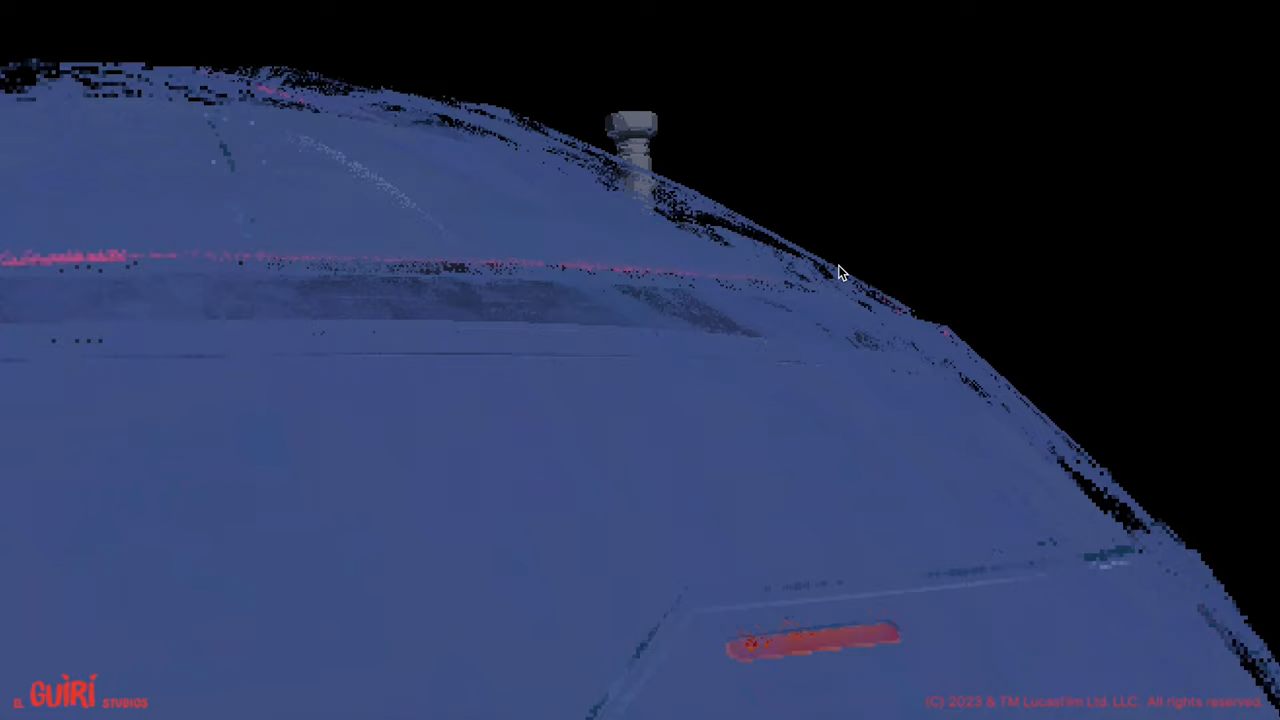 EL GUiRi STUDIOS
(C) 2023 & TM Lucasfilm Ltd. LLC. All rights reserved.